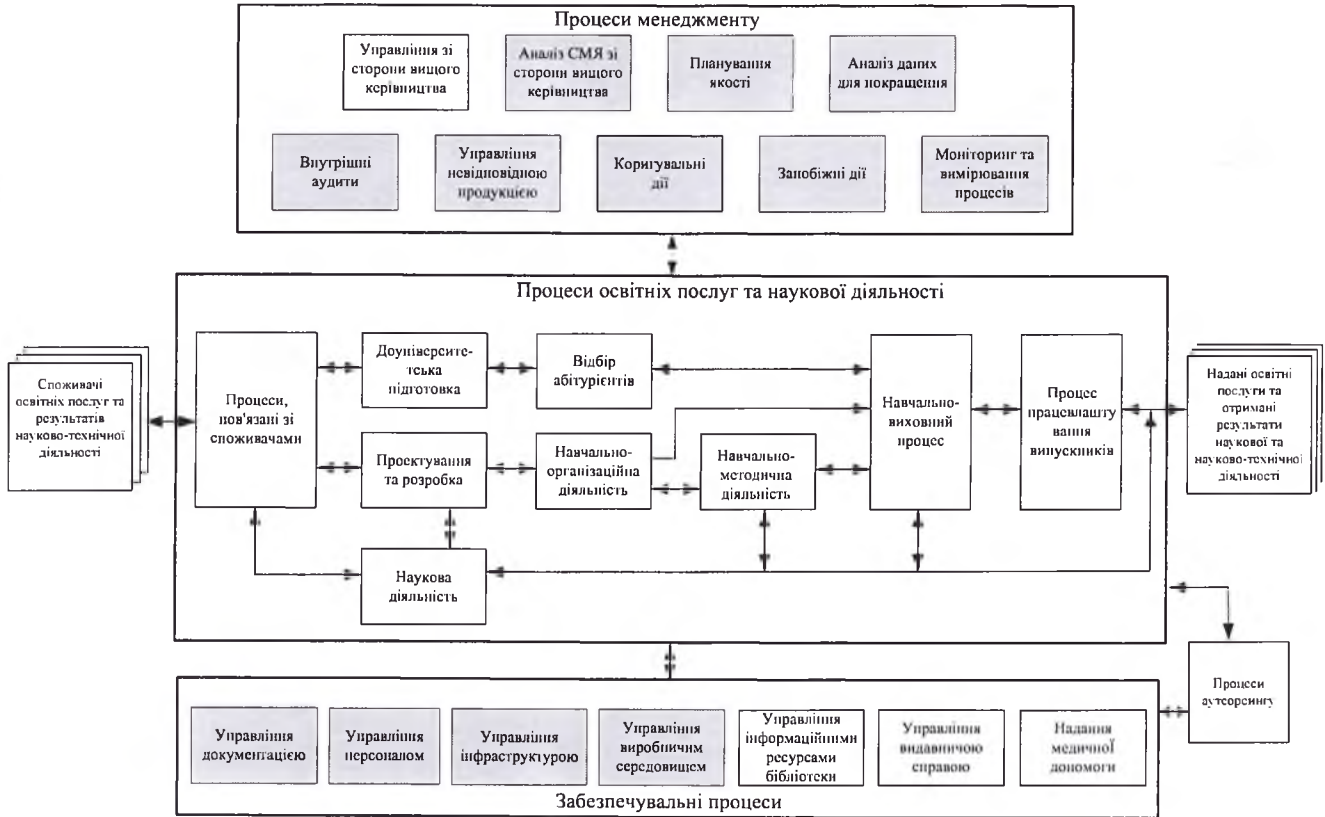 Процеси менеджменту
Управління зі
сторони вищого
керівництва
Аналіз СМЯ зі
сторони вищого
керівництва
Планування
якості
Аналіз даних
для покращення
Внутрішні
аудити
Управління
невідповідною
продукцією
Коригувальні
дії
Запобіжні дії
Моніторинг та
вимірювання
процесів
Процеси освітніх послуг та наукової діяльності
Споживачі
освітніх послуг та
результатів
науково-технічної
діяльності
Процеси,
пов'язані зі
споживачами
Доуніверсите-
тська
підготовка
Відбір
абітурієнтів
Проектування
та розробка
Навчально-
організаційна
діяльність
Навчально-
методична
діяльність
Навчально-
виховний
процес
Процес
працевлашту
вання
випускників
Надані освітні
послуги та
отримані
результати
наукової та
науково-технічної
діяльності
Наукова
діяльність
Процеси
аутсорсингу
Управління
документацією
Управління
персоналом
Управління
інфраструктурою
Управління
виробничим
середовищем
Управління
інформаційними
ресурсами
бібліотеки
Управління
видавничою
справою
Надання
медичної
допомоги
Забезпечувальні процеси